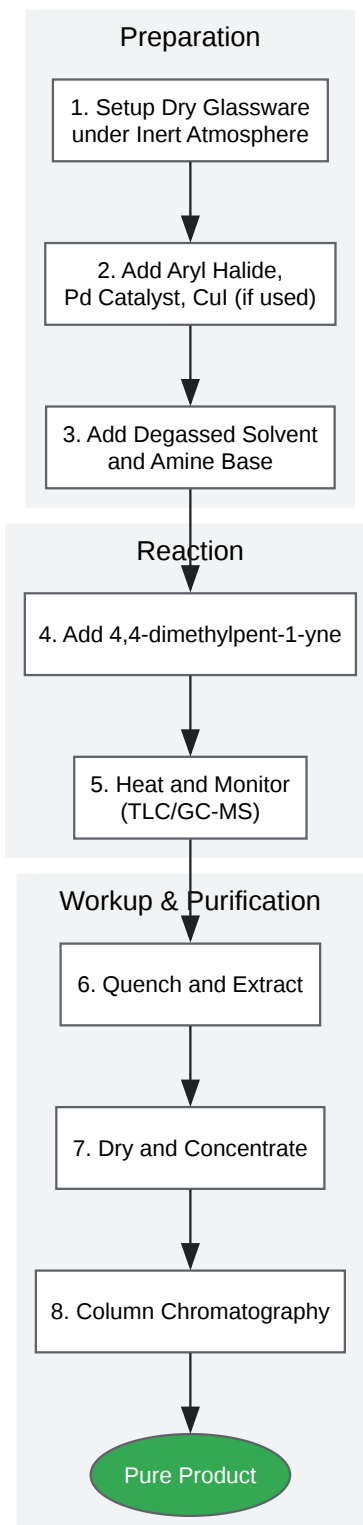 Preparation
1. Setup Dry Glassware
under Inert Atmosphere
2. Add Aryl Halide,
Pd Catalyst, CuI (if used)
3. Add Degassed Solvent
and Amine Base
Reaction
4. Add 4,4-dimethylpent-1-yne
5. Heat and Monitor
(TLC/GC-MS)
Workup & Purification
6. Quench and Extract
7. Dry and Concentrate
8. Column Chromatography
Pure Product